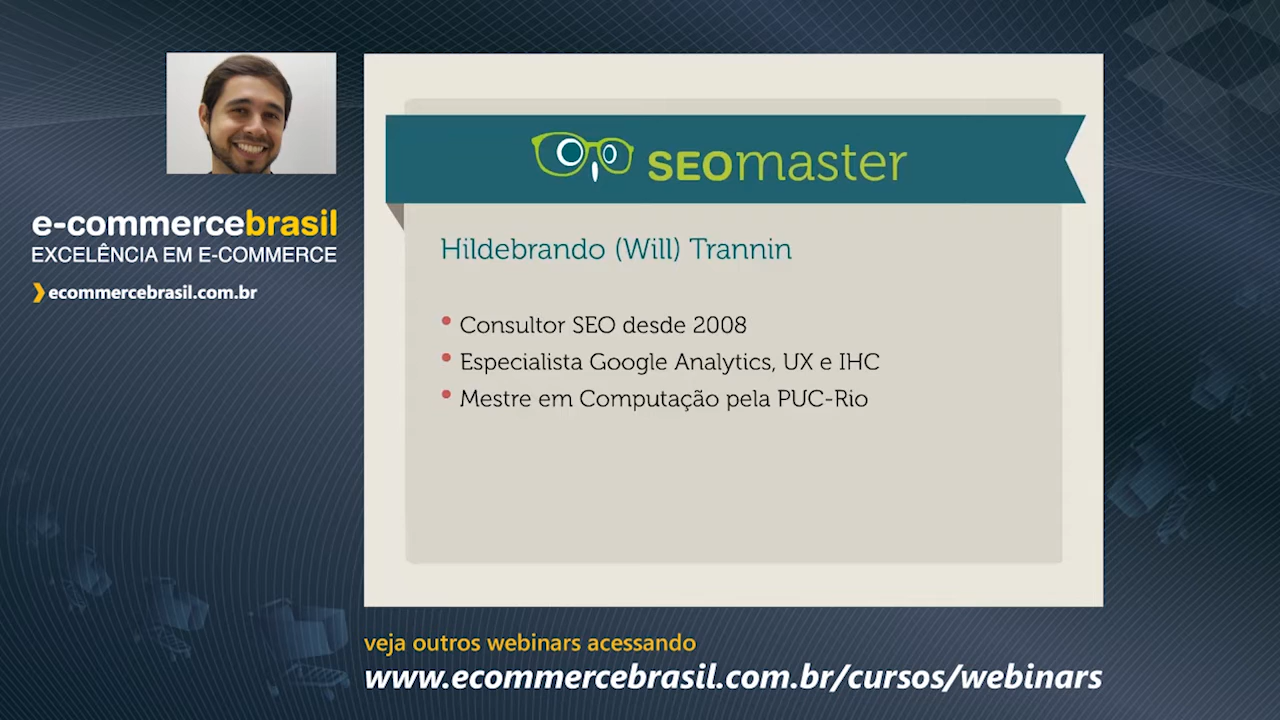 e-commercebrasil
EXCELÊNCIA EM E-COMMERCE
ecommercebrasil.com.br
SEOmaster
Hildebrando (Will) Trannin
• Consultor SEO desde 2008
• Especialista Google Analytics, UX e IHC
• Mestre em Computação pela PUC-Rio
veja outros webinars acessando
www.ecommercebrasil.com.br/cursos/webinars